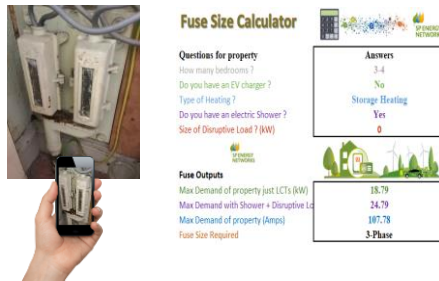 Fuse Size Calculator
SP ENERGY
NETWORKS
Questions for property Answers
How many bedrooms ? 3-4
Do you have an EV charger ? No
Type of Heating ? Storage Heating
Do you have an electric Shower ? Yes
Size of Disruptive Load ? (kW) 0
SP ENERGY
NETWORKS
Fuse Outputs
Max Demand of property just LCTs (kW) 18.79
Max Demand with Shower + Disruptive Lo 24.79
Max Demand of property (Amps) 107.78
Fuse Size Required 3-Phase